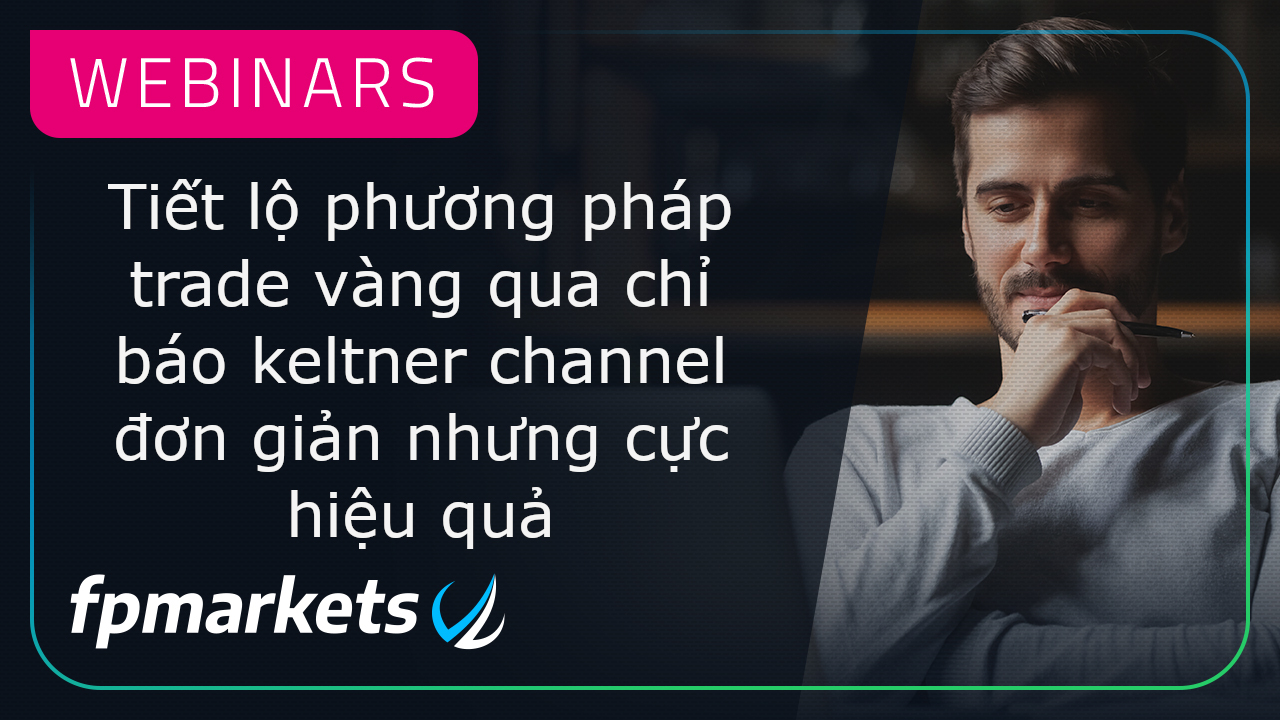 WEBINARS
Tiết lộ phương pháp
trade vàng qua chỉ
báo keltner channel
đơn giản nhưng cực
hiệu quả
fpmarkets